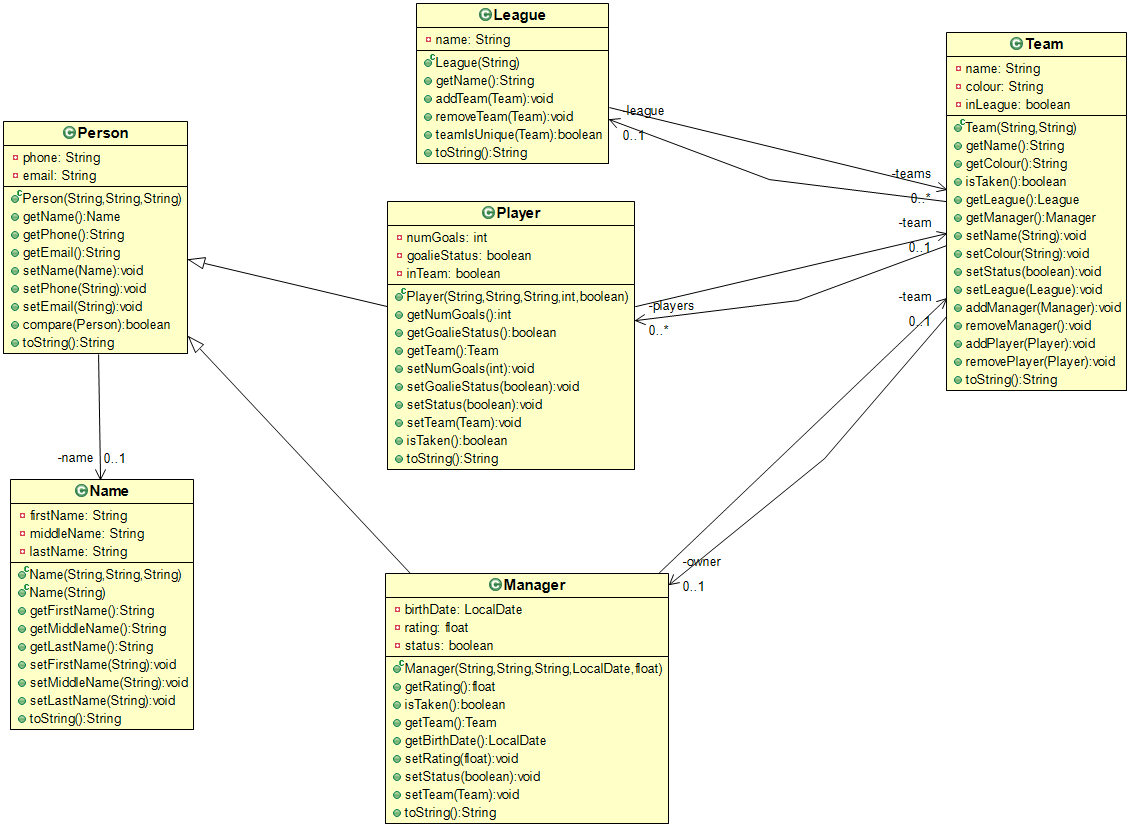 League
name: String
League(String)
getName():String
addTeam(Team):void
removeTeam(Team):void
teamIsUnique(Team):boolean
toString():String
Team
name: String
colour: String
inLeague: boolean
Team(String,String)
getName():String
getColour():String
isTaken():boolean
getLeague():League
getManager():Manager
setName(String):void
setColour(String):void
setStatus(boolean):void
setLeague(League):void
addManager(Manager):void
removeManager():void
addPlayer(Player):void
removePlayer(Player):void
toString():String
-league
0..1
-teams
0..*
-team
0..1
-players
0..*
-team
0..1
-owner
0..1
Person
phone: String
email: String
Person(String,String,String)
getName():Name
getPhone():String
getEmail():String
setName(Name):void
setPhone(String):void
setEmail(String):void
compare(Person):boolean
toString():String
Player
numGoals: int
goalieStatus: boolean
inTeam: boolean
Player(String,String,String,int,boolean)
getNumGoals():int
getGoalieStatus():boolean
getTeam():Team
setNumGoals(int):void
setGoalieStatus(boolean):void
setStatus(boolean):void
setTeam(Team):void
isTaken():boolean
toString():String
-name 0..1
Name
firstName: String
middleName: String
lastName: String
Name(String,String,String)
Name(String)
getFirstName():String
getMiddleName():String
getLastName():String
setFirstName(String):void
setMiddleName(String):void
setLastName(String):void
toString():String
Manager
birthDate: LocalDate
rating: float
status: boolean
Manager(String,String,String,LocalDate,float)
getRating():float
isTaken():boolean
getTeam():Team
getBirthDate():LocalDate
setRating(float):void
setStatus(boolean):void
setTeam(Team):void
toString():String